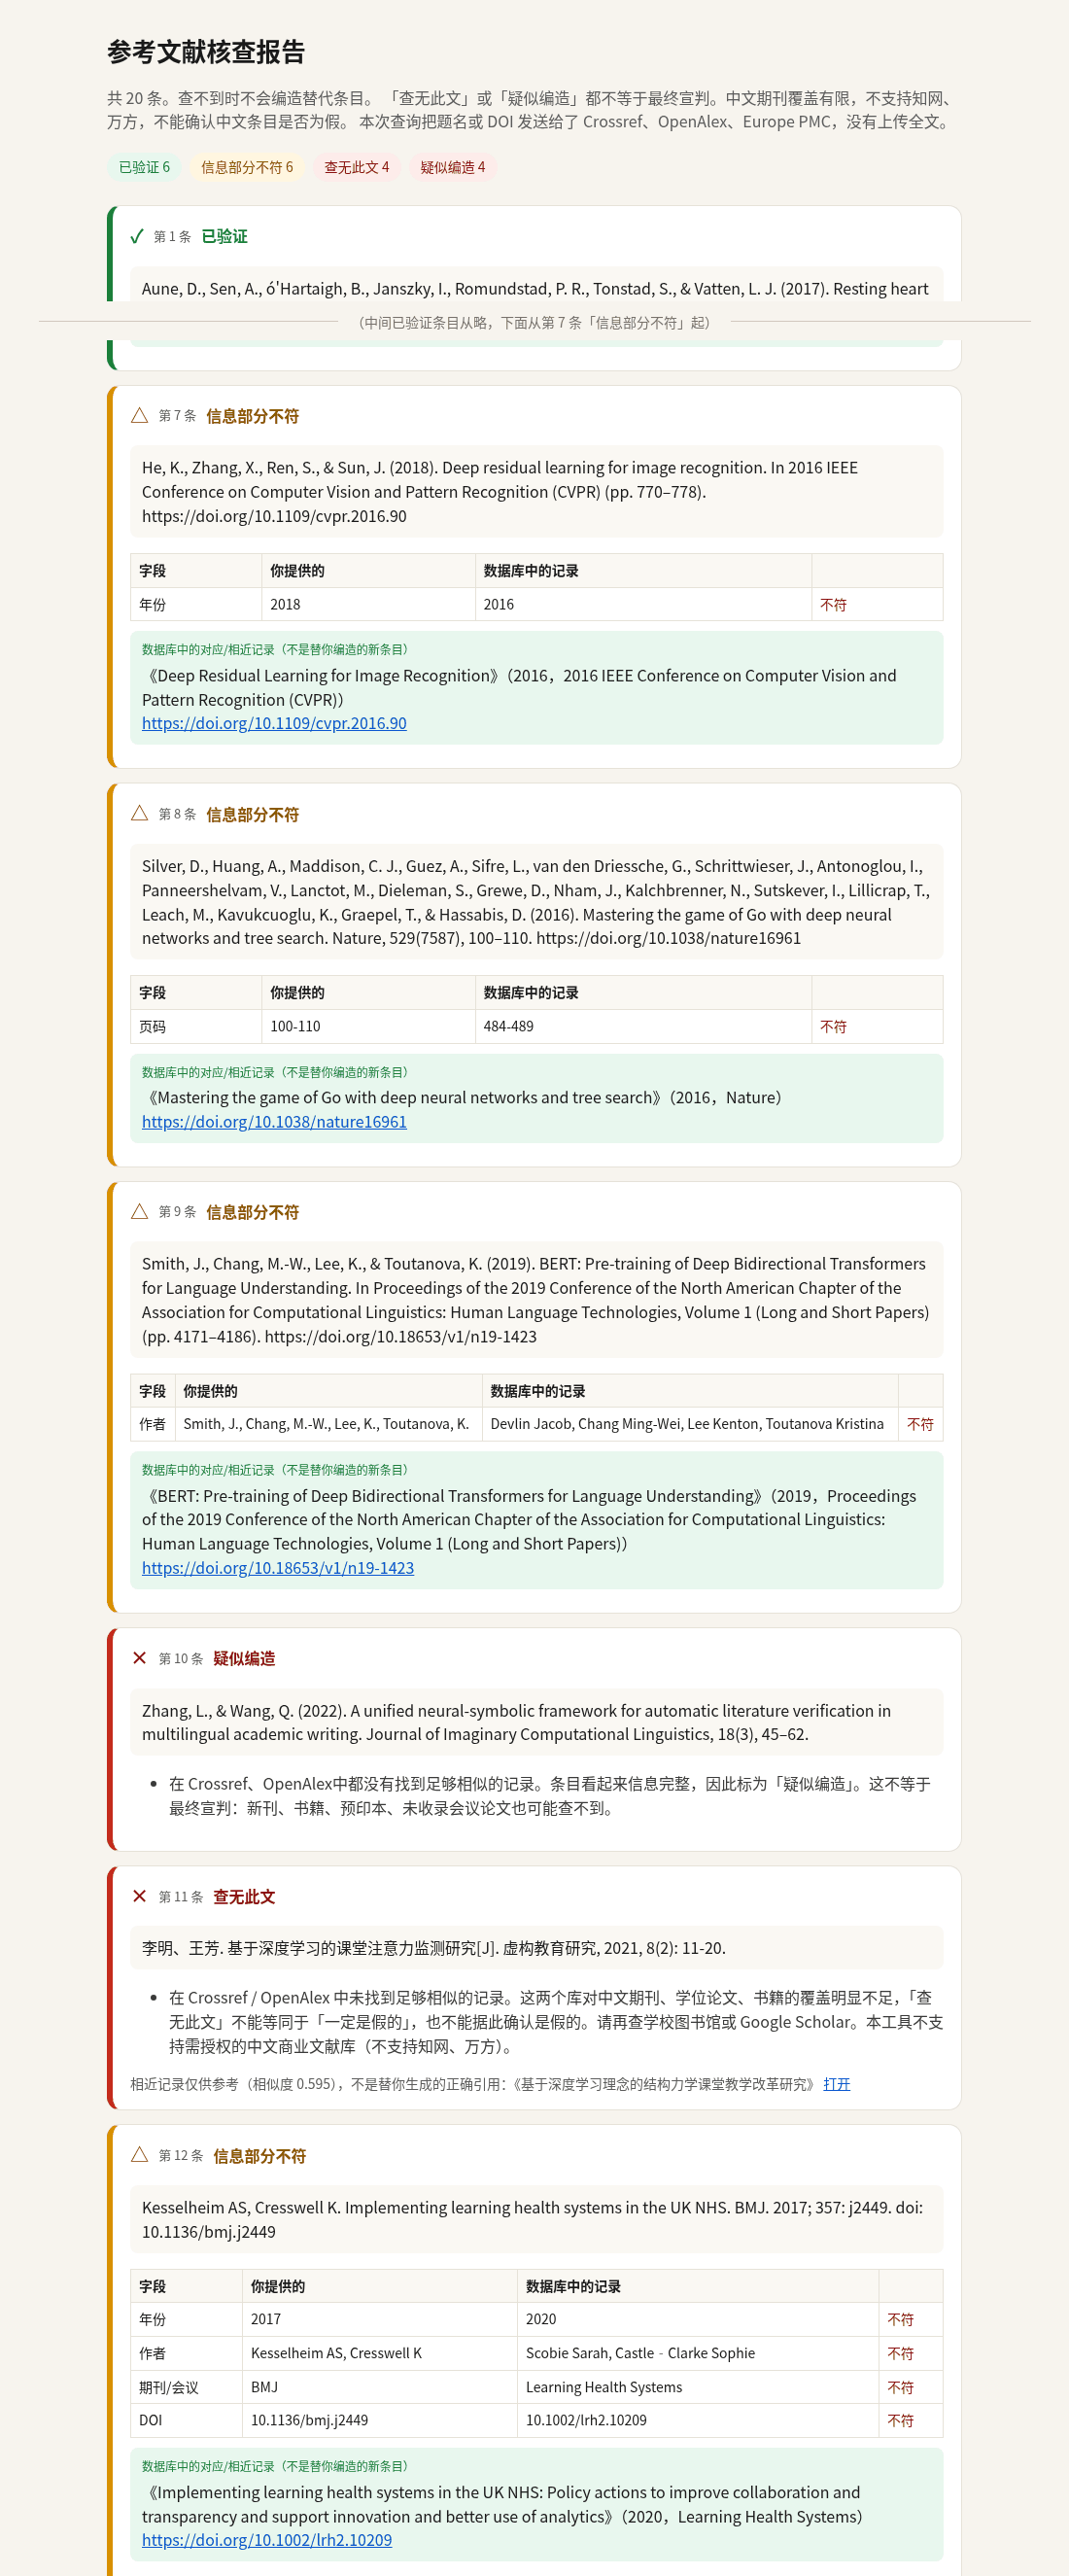 参考文献核查报告
共 20 条。查不到时不会编造替代条目。 「查无此文」或「疑似编造」都不等于最终宣判。中文期刊覆盖有限，不支持知网、
万方，不能确认中文条目是否为假。 本次查询把题名或 DOI 发送给了 Crossref、OpenAlex、Europe PMC，没有上传全文。
已验证 6 信息部分不符 6 查无此文 4 疑似编造 4
✓ 第 1 条 已验证
Aune, D., Sen, A., ó'Hartaigh, B., Janszky, I., Romundstad, P. R., Tonstad, S., & Vatten, L. J. (2017). Resting heart
（中间已验证条目从略，下面从第 7 条「信息部分不符」起）
△ 第 7 条 信息部分不符
He, K., Zhang, X., Ren, S., & Sun, J. (2018). Deep residual learning for image recognition. In 2016 IEEE
Conference on Computer Vision and Pattern Recognition (CVPR) (pp. 770–778).
https://doi.org/10.1109/cvpr.2016.90
字段 你提供的 数据库中的记录
年份 2018 2016 不符
数据库中的对应/相近记录（不是替你编造的新条目）
《Deep Residual Learning for Image Recognition》（2016，2016 IEEE Conference on Computer Vision and
Pattern Recognition (CVPR)）
https://doi.org/10.1109/cvpr.2016.90
△ 第 8 条 信息部分不符
Silver, D., Huang, A., Maddison, C. J., Guez, A., Sifre, L., van den Driessche, G., Schrittwieser, J., Antonoglou, I.,
Panneershelvam, V., Lanctot, M., Dieleman, S., Grewe, D., Nham, J., Kalchbrenner, N., Sutskever, I., Lillicrap, T.,
Leach, M., Kavukcuoglu, K., Graepel, T., & Hassabis, D. (2016). Mastering the game of Go with deep neural
networks and tree search. Nature, 529(7587), 100–110. https://doi.org/10.1038/nature16961
字段 你提供的 数据库中的记录
页码 100-110 484-489 不符
数据库中的对应/相近记录（不是替你编造的新条目）
《Mastering the game of Go with deep neural networks and tree search》（2016，Nature）
https://doi.org/10.1038/nature16961
△ 第 9 条 信息部分不符
Smith, J., Chang, M.-W., Lee, K., & Toutanova, K. (2019). BERT: Pre-training of Deep Bidirectional Transformers
for Language Understanding. In Proceedings of the 2019 Conference of the North American Chapter of the
Association for Computational Linguistics: Human Language Technologies, Volume 1 (Long and Short Papers)
(pp. 4171–4186). https://doi.org/10.18653/v1/n19-1423
字段 你提供的 数据库中的记录
作者 Smith, J., Chang, M.-W., Lee, K., Toutanova, K. Devlin Jacob, Chang Ming-Wei, Lee Kenton, Toutanova Kristina 不符
数据库中的对应/相近记录（不是替你编造的新条目）
《BERT: Pre-training of Deep Bidirectional Transformers for Language Understanding》（2019，Proceedings
of the 2019 Conference of the North American Chapter of the Association for Computational Linguistics:
Human Language Technologies, Volume 1 (Long and Short Papers)）
https://doi.org/10.18653/v1/n19-1423
✕ 第 10 条 疑似编造
Zhang, L., & Wang, Q. (2022). A unified neural-symbolic framework for automatic literature verification in
multilingual academic writing. Journal of Imaginary Computational Linguistics, 18(3), 45–62.
• 在 Crossref、OpenAlex中都没有找到足够相似的记录。条目看起来信息完整，因此标为「疑似编造」。这不等于
最终宣判：新刊、书籍、预印本、未收录会议论文也可能查不到。
✕ 第 11 条 查无此文
李明、王芳. 基于深度学习的课堂注意力监测研究[J]. 虚构教育研究, 2021, 8(2): 11-20.
• 在 Crossref / OpenAlex 中未找到足够相似的记录。这两个库对中文期刊、学位论文、书籍的覆盖明显不足，「查
无此文」不能等同于「一定是假的」，也不能据此确认是假的。请再查学校图书馆或 Google Scholar。本工具不支
持需授权的中文商业文献库（不支持知网、万方）。
相近记录仅供参考（相似度 0.595），不是替你生成的正确引用：《基于深度学习理念的结构力学课堂教学改革研究》 打开
△ 第 12 条 信息部分不符
Kesselheim AS, Cresswell K. Implementing learning health systems in the UK NHS. BMJ. 2017; 357: j2449. doi:
10.1136/bmj.j2449
字段 你提供的 数据库中的记录
年份 2017 2020 不符
作者 Kesselheim AS, Cresswell K Scobie Sarah, Castle‐Clarke Sophie 不符
期刊/会议 BMJ Learning Health Systems 不符
DOI 10.1136/bmj.j2449 10.1002/lrh2.10209 不符
数据库中的对应/相近记录（不是替你编造的新条目）
《Implementing learning health systems in the UK NHS: Policy actions to improve collaboration and
transparency and support innovation and better use of analytics》（2020，Learning Health Systems）
https://doi.org/10.1002/lrh2.10209